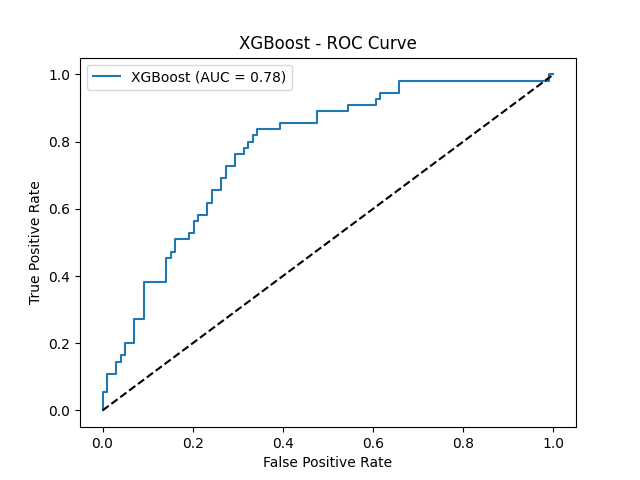 XGBoost - ROC Curve
XGBoost (AUC = 0.78)
1.0
0.8
0.6
0.4
0.2
0.0
True Positive Rate
0.0 0.2 0.4 0.6 0.8 1.0
False Positive Rate